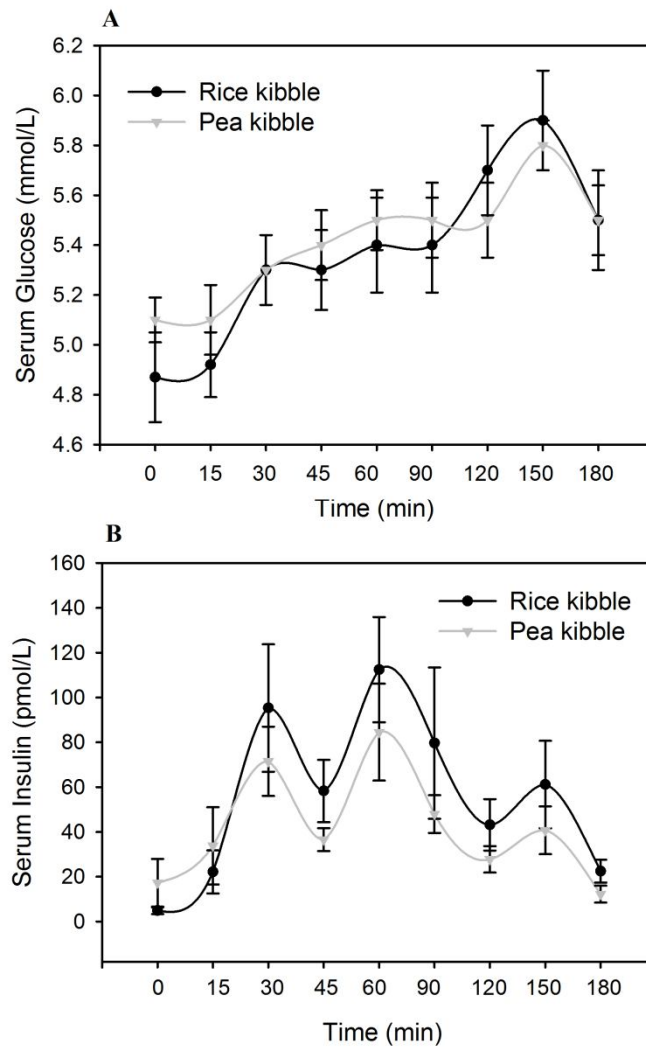 A
6.2
6.0
5.8
5.6
5.4
5.2
5.0
4.8
4.6
Serum Glucose (mmol/L)
Rice kibble
Pea kibble
0 15 30 45 60 90 120 150 180
Time (min)
B
160
140
120
100
80
60
40
20
0
Serum Insulin (pmol/L)
Rice kibble
Pea kibble
0 15 30 45 60 90 120 150 180
Time (min)